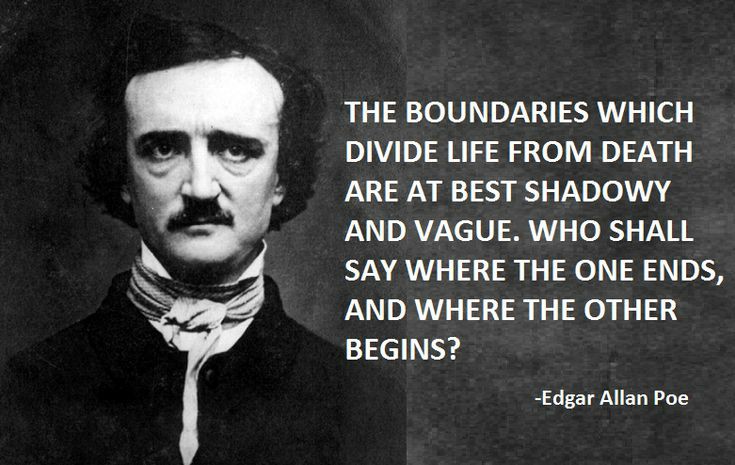 THE BOUNDARIES WHICH
DIVIDE LIFE FROM DEATH
ARE AT BEST SHADOWY
AND VAGUE. WHO SHALL
SAY WHERE THE ONE ENDS,
AND WHERE THE OTHER
BEGINS?
-Edgar Allan Poe